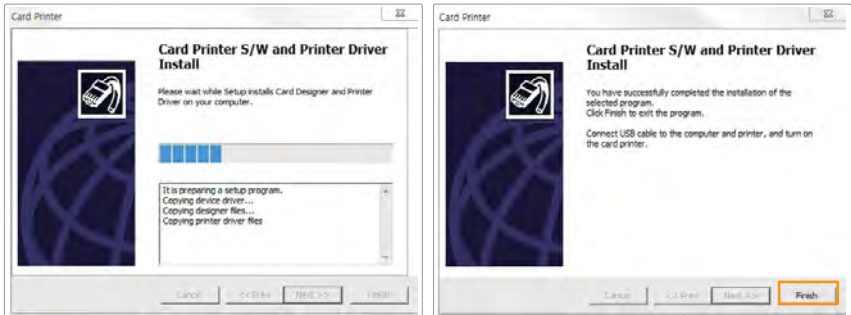 Card Printer
Card Printer S/W and Printer Driver
Install
Please wait while Setup installs Card Designer and Printer
Driver on your computer.
It is preparing a setup program.
Copying device driver...
Copying designer files...
Copying printer driver files
Cancel
<< Prev
Next >>
Finish
Card Printer
Card Printer S/W and Printer Driver
Install
You have successfully completed the installation of the
selected program.
Click Finish to exit the program.
Connect USB cable to the computer and printer, and turn on
the card printer.
Cancel
<< Prev
Next >>
Finish